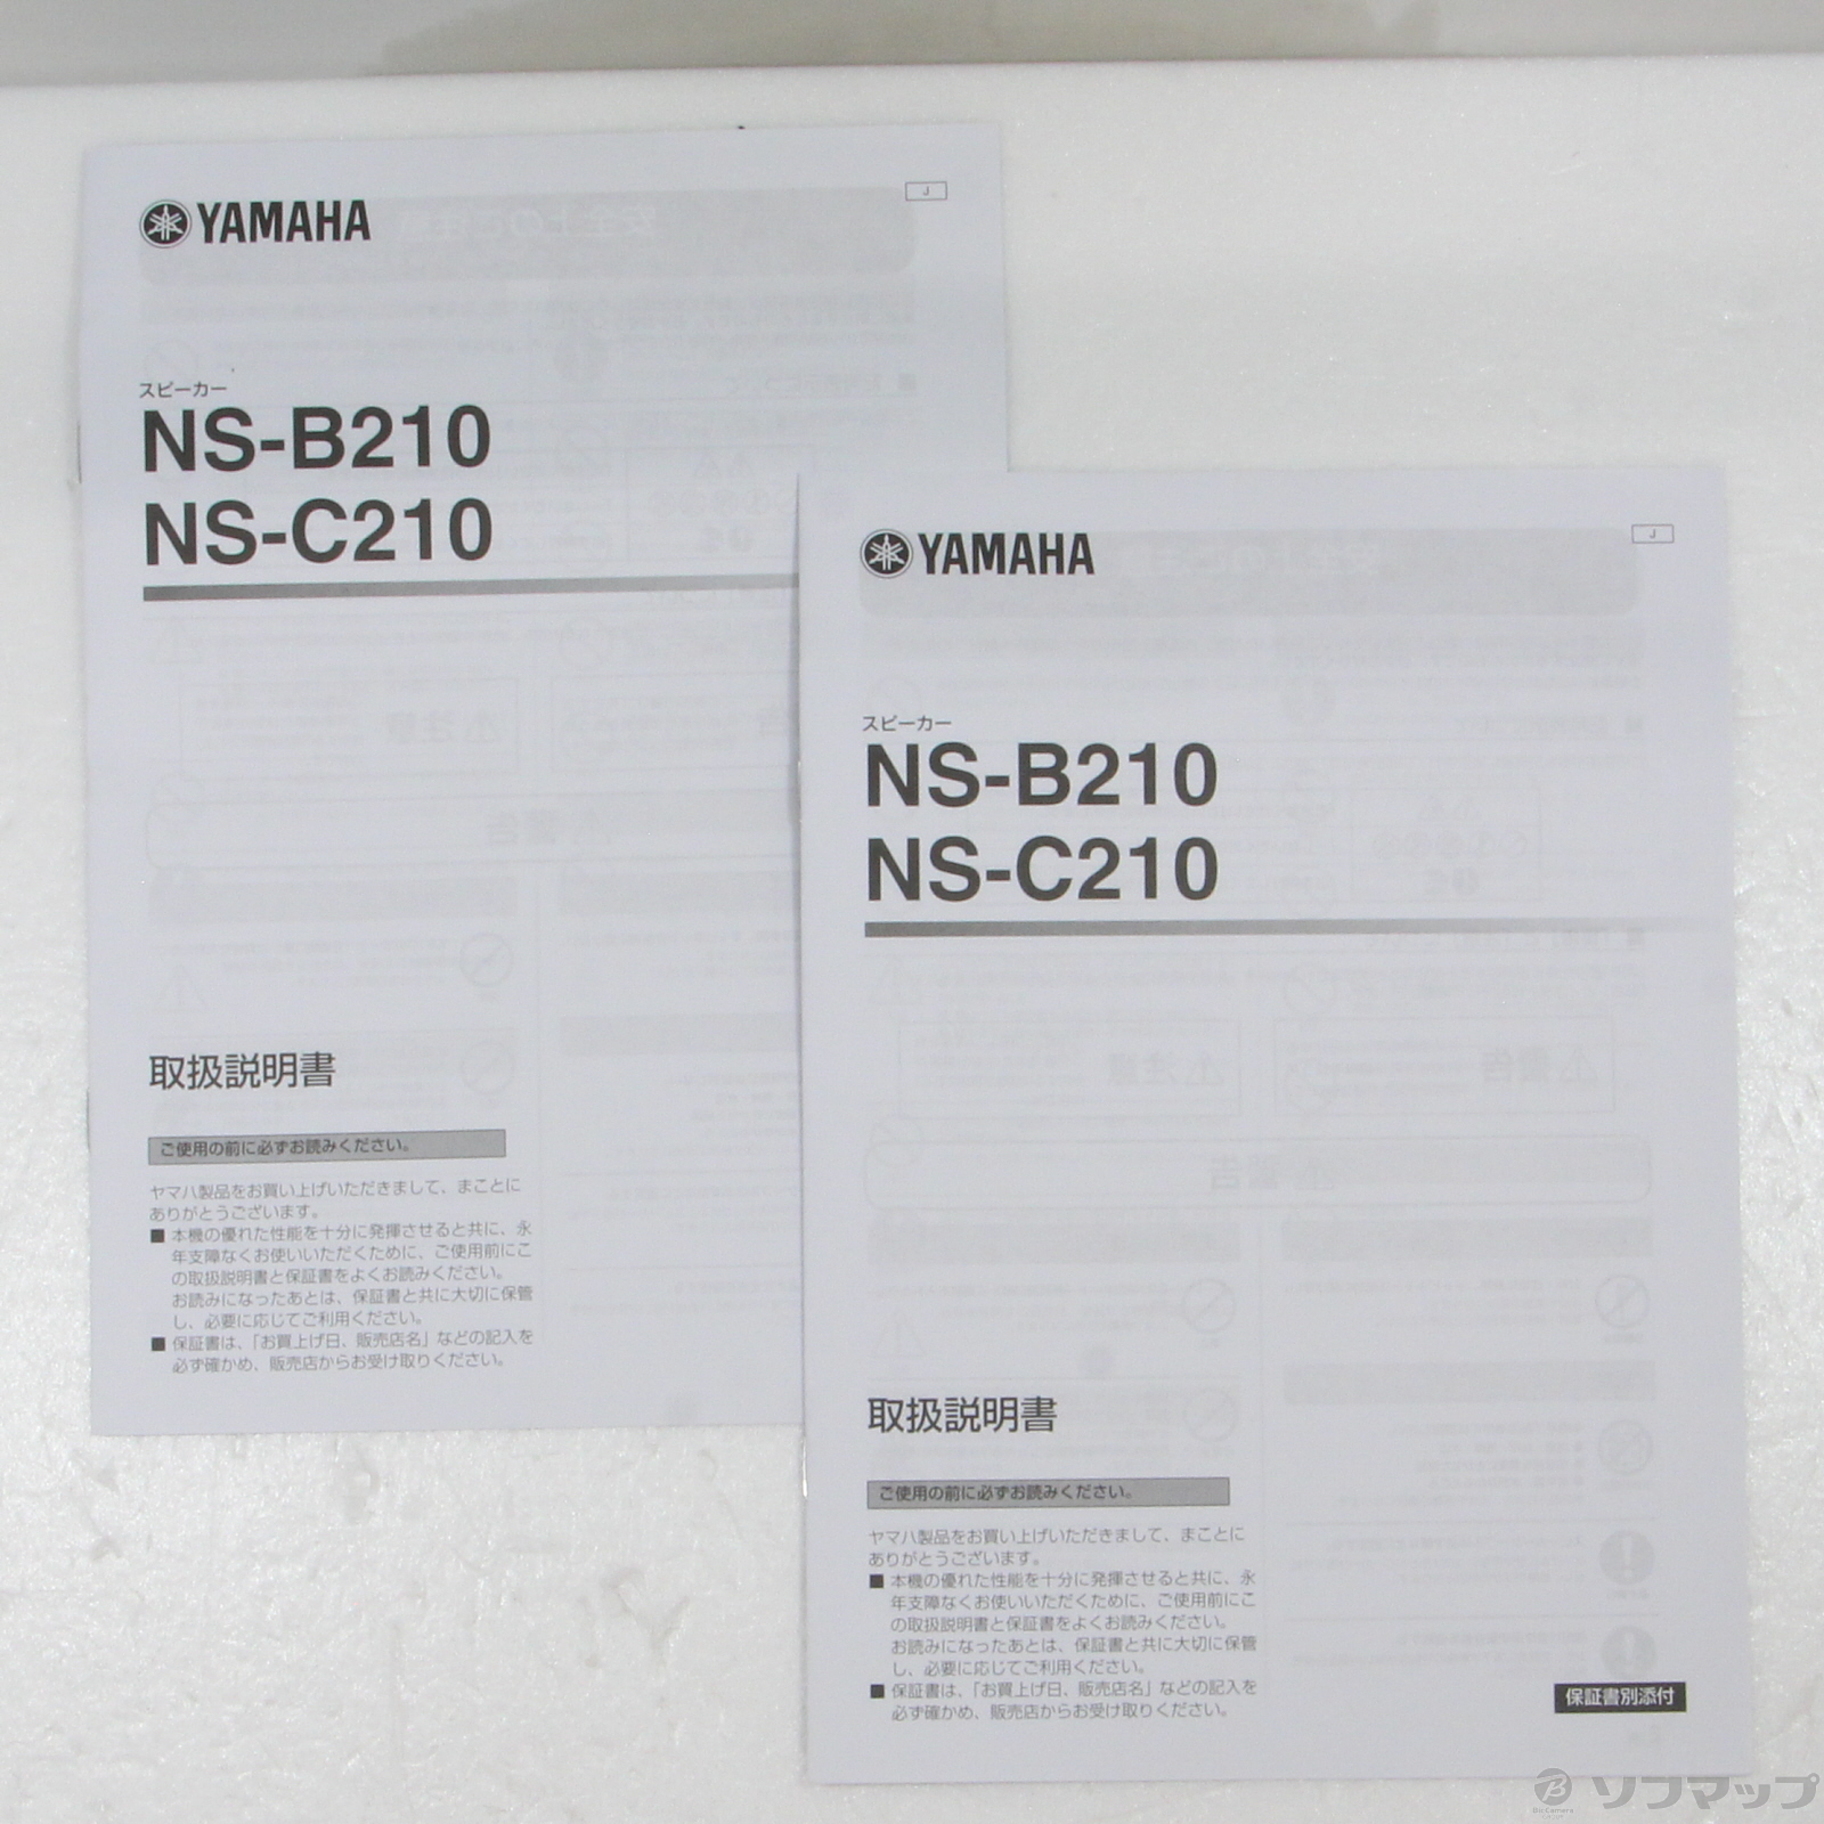 YAMAHA
J
スピーカー
NS-B210
NS-C210
取扱説明書
ご使用の前に必ずお読みください。
ヤマハ製品をお買い上げいただきまして、まことに
ありがとうございます。
■ 本機の優れた性能を十分に発揮させると共に、永
年支障なくお使いいただくために、ご使用前にこ
の取扱説明書と保証書をよくお読みください。
お読みになったあとは、保証書と共に大切に保管
し、必要に応じてご利用ください。
■ 保証書は、「お買上げ日、販売店名」などの記入を
必ず確かめ、販売店からお受け取りください。
YAMAHA
J
スピーカー
NS-B210
NS-C210
取扱説明書
ご使用の前に必ずお読みください。
ヤマハ製品をお買い上げいただきまして、まことに
ありがとうございます。
■ 本機の優れた性能を十分に発揮させると共に、永
年支障なくお使いいただくために、ご使用前にこ
の取扱説明書と保証書をよくお読みください。
お読みになったあとは、保証書と共に大切に保管
し、必要に応じてご利用ください。
■ 保証書は、「お買上げ日、販売店名」などの記入を
必ず確かめ、販売店からお受け取りください。
保証書別添付
ソフマップ